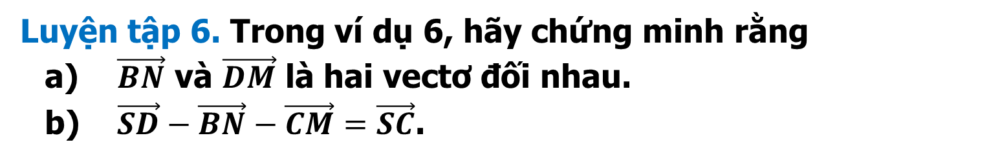 Luyện tập 6. Trong ví dụ 6, hãy chứng minh rằng
a) $\overrightarrow{BN}$ và $\overrightarrow{DM}$ là hai vectơ đối nhau.
b) $\overrightarrow{SD} - \overrightarrow{BN} - \overrightarrow{CM} = \overrightarrow{SC}$.